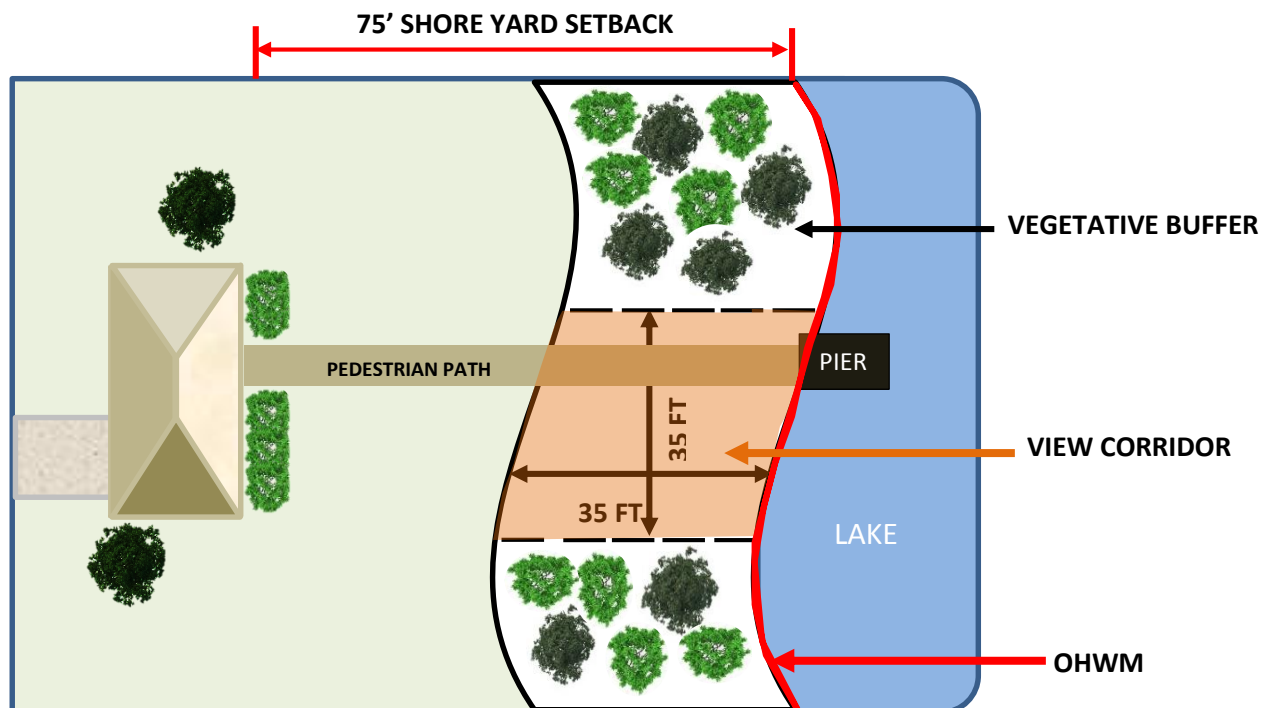 75’ SHORE YARD SETBACK
VEGETATIVE BUFFER
PEDESTRIAN PATH
PIER
35 FT
VIEW CORRIDOR
35 FT
LAKE
OHWM